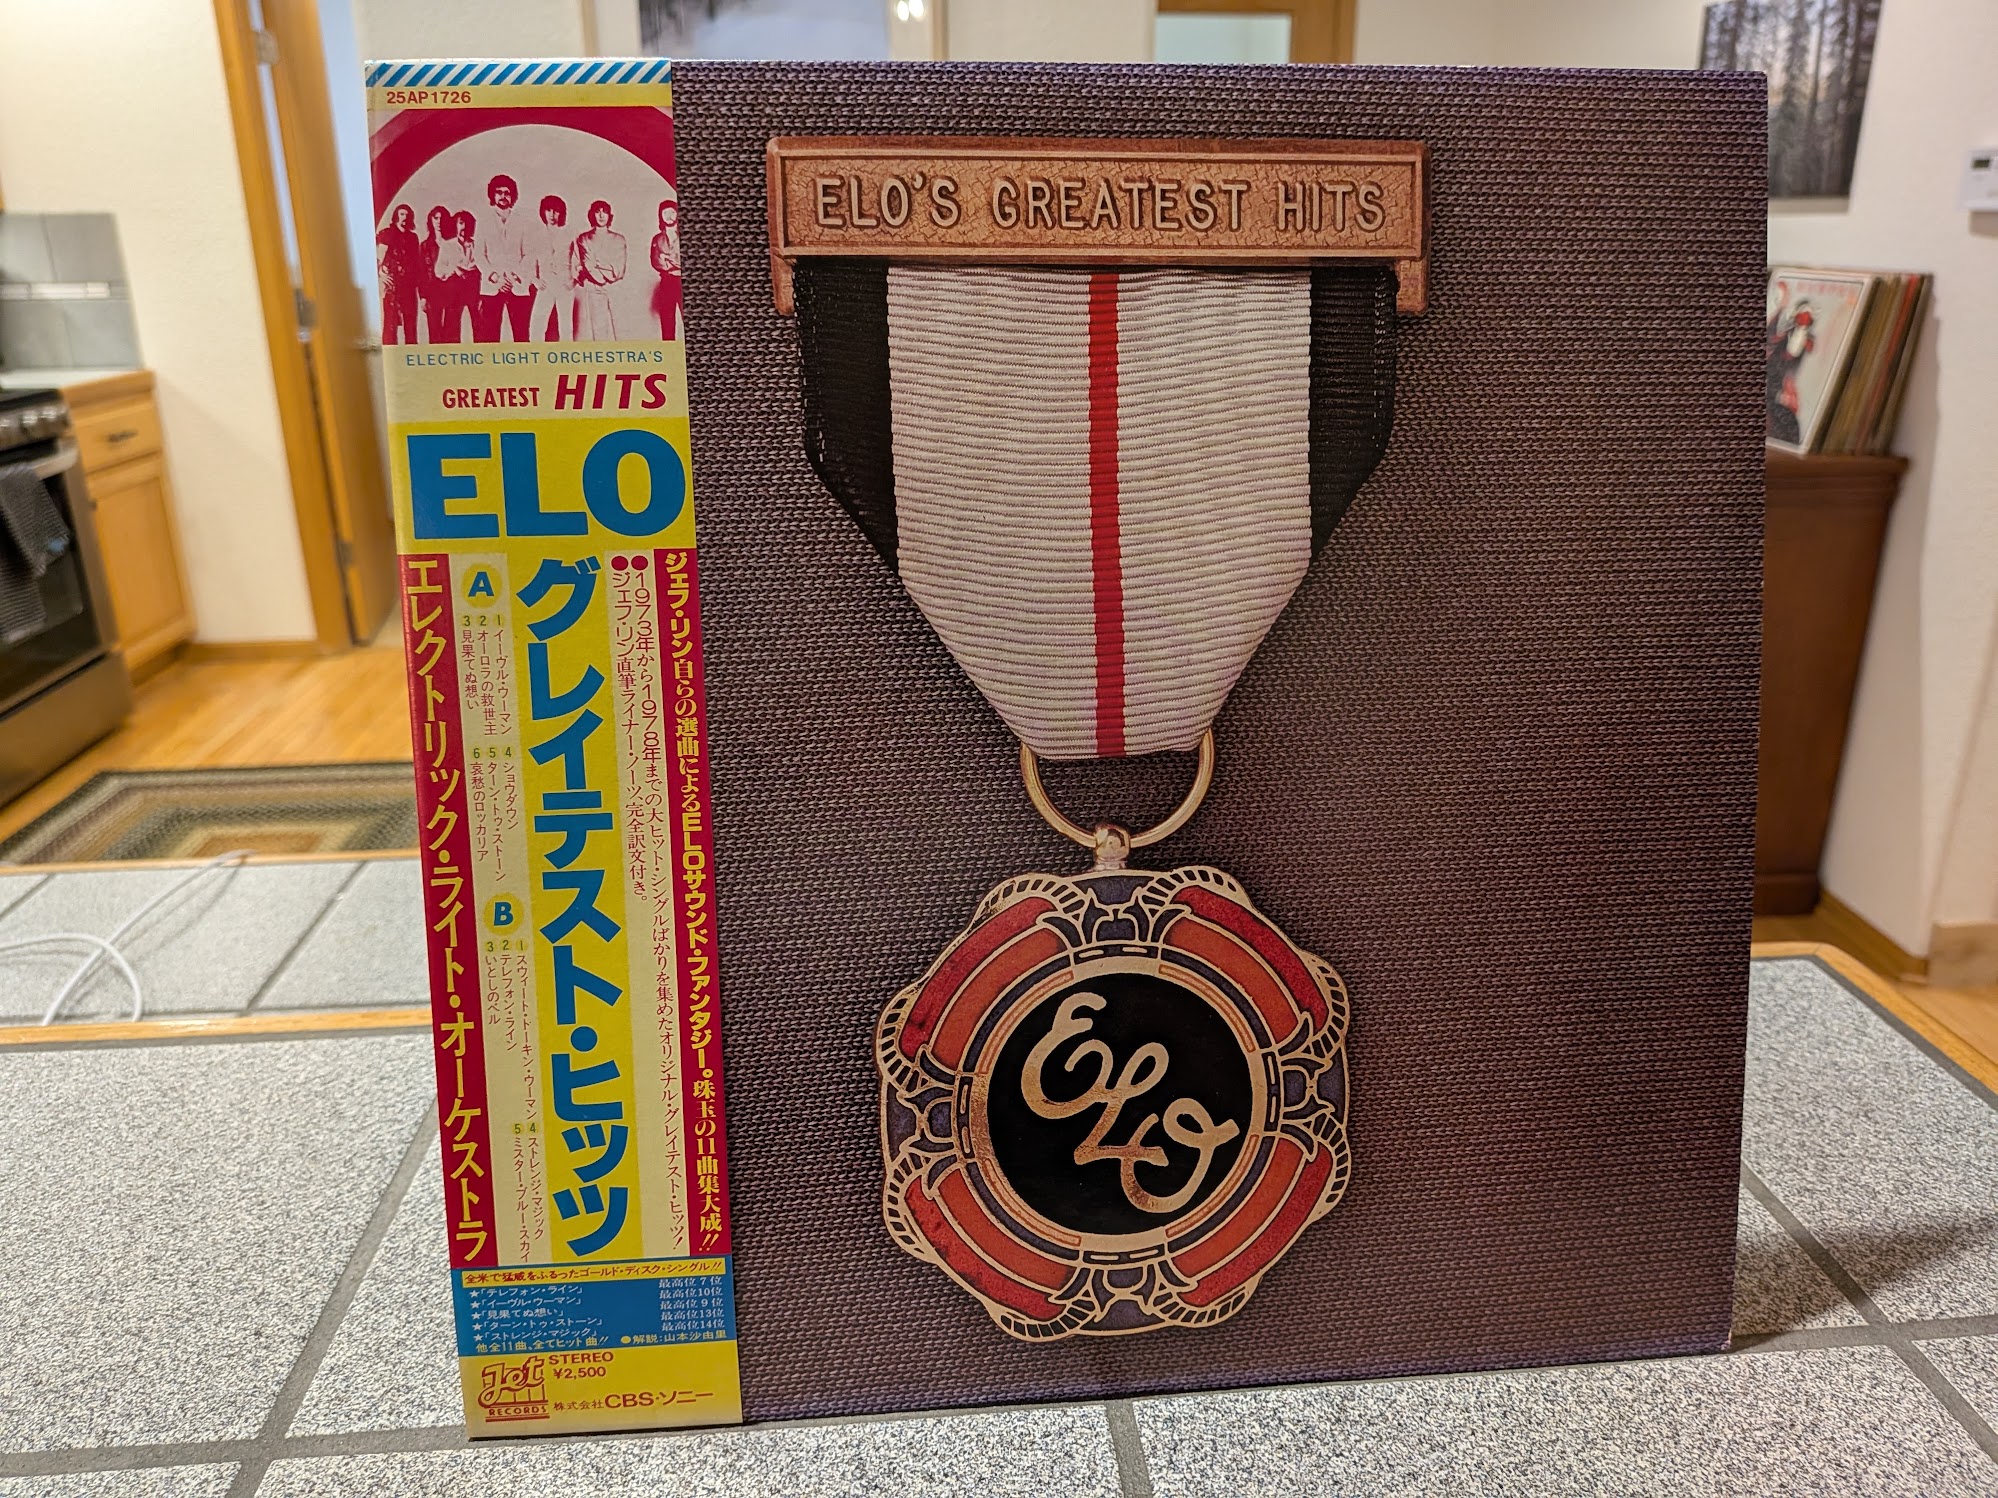 25AP1726
ELECTRIC LIGHT ORCHESTRA'S
GREATEST HITS
ELO
ジェフ・リン自らの選曲によるELOサウンド・ファンタジー。珠玉の11曲集大成!!
●1973年から1978年までの大ヒット・シングルばかりを集めたオリジナル・グレイテスト・ヒッツ!
●ジェフ・リン直筆ライナー・ノーツ、完全訳文付き。
グレイテスト・ヒッツ
A
1 イーヴル・ウーマン
2 オーロラの救世主
3 見果てぬ想い
4 ショウダウン
5 ターン・トゥ・ストーン
6 哀愁のロッカリア
B
1 スウィート・トーキン・ウーマン
2 テレフォン・ライン
3 いとしのベル
4 ストレンジ・マジック
5 ミスター・ブルー・スカイ
エレクトリック・ライト・オーケストラ
全米で猛威をふるったゴールド・ディスク・シングル!!
★「テレフォン・ライン」 最高位7位
★「イーヴル・ウーマン」 最高位10位
★「見果てぬ想い」 最高位9位
★「ターン・トゥ・ストーン」 最高位13位
★「ストレンジ・マジック」 最高位14位
他全11曲、全てヒット曲!! ●解説:山本沙由里
Jet
RECORDS
STEREO
¥2,500
株式会社CBS・ソニー
ELO'S GREATEST HITS
ELO